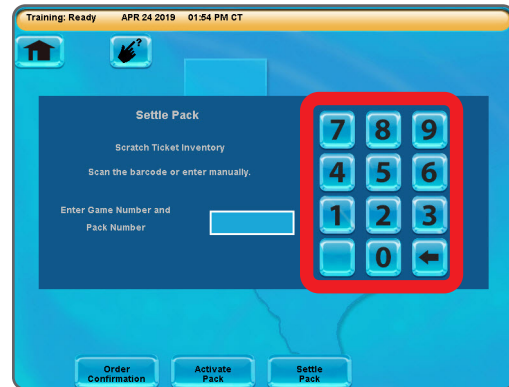 Training: Ready APR 24 2019 01:54 PM CT
?
Settle Pack
7 8 9
Scratch Ticket Inventory
Scan the barcode or enter manually.
4 5 6
Enter Game Number and
Pack Number
1 2 3
0
Order
Confirmation
Activate
Pack
Settle
Pack